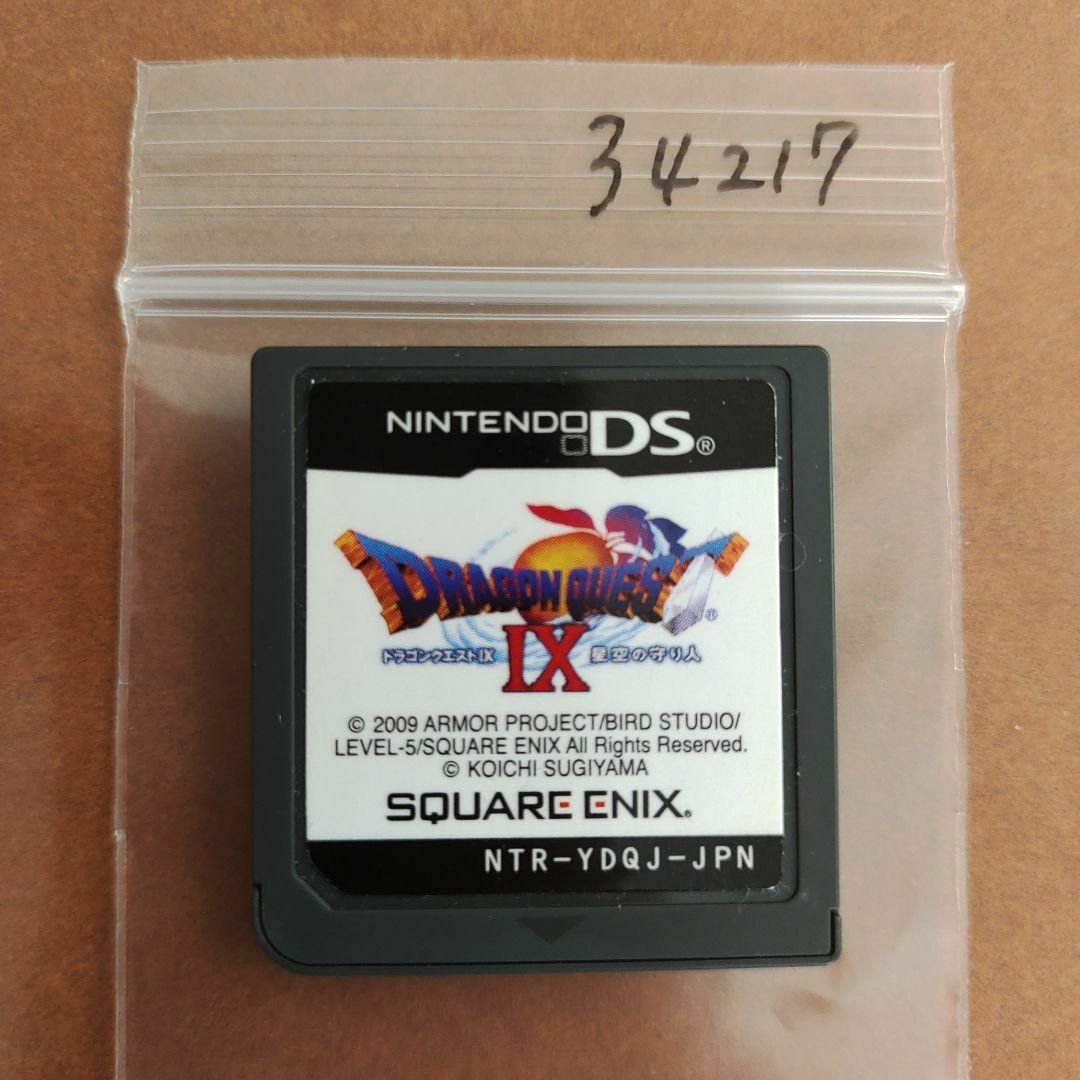 34217
NINTENDO DS®
DRAGON QUEST®
IX
ドラゴンクエストIX 星空の守り人
© 2009 ARMOR PROJECT/BIRD STUDIO/
LEVEL-5/SQUARE ENIX All Rights Reserved.
© KOICHI SUGIYAMA
SQUARE ENIX®
NTR-YDQJ-JPN